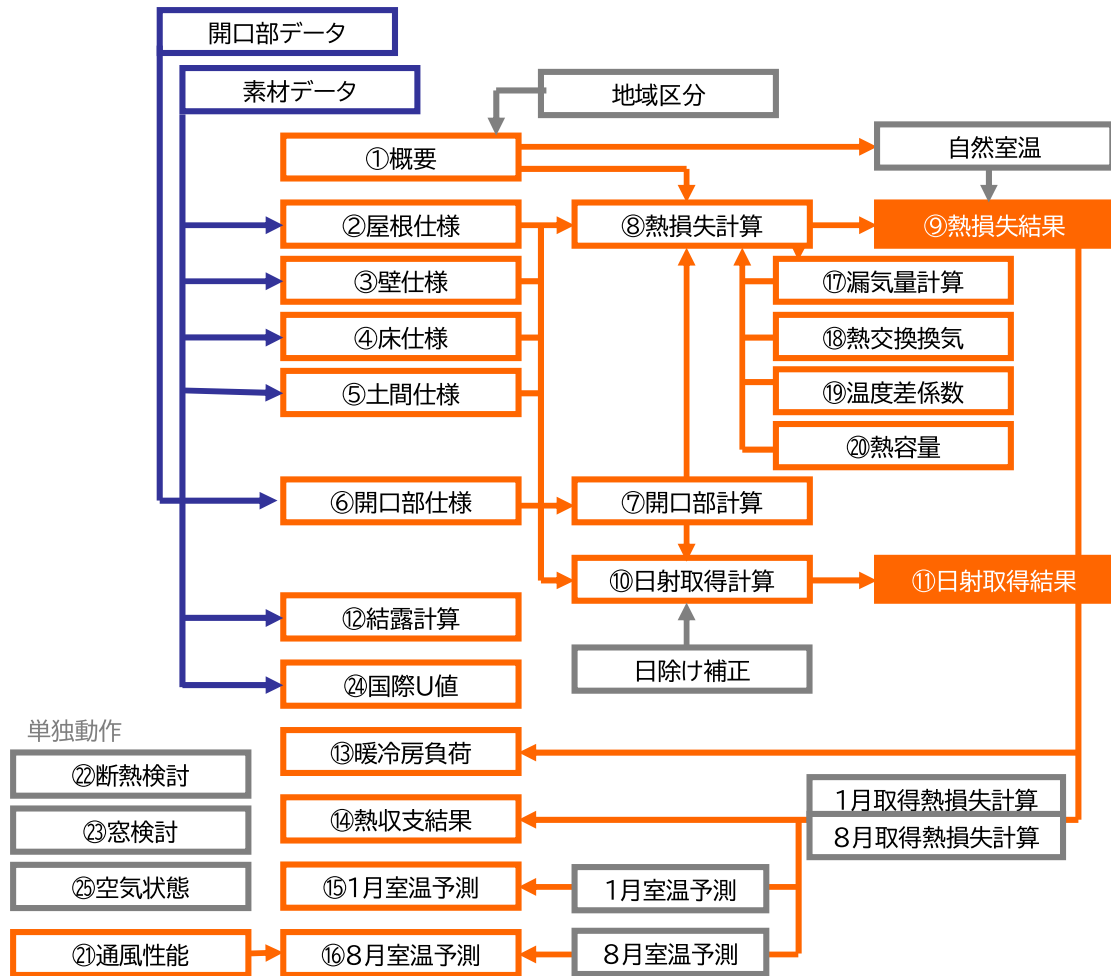 開口部データ
素材データ
地域区分
①概要
自然室温
②屋根仕様
⑧熱損失計算
⑨熱損失結果
③壁仕様
⑰漏気量計算
④床仕様
⑱熱交換換気
⑤土間仕様
⑲温度差係数
⑳熱容量
⑥開口部仕様
⑦開口部計算
⑩日射取得計算
⑪日射取得結果
⑫結露計算
日除け補正
㉔国際U値
単独動作
⑬暖冷房負荷
㉒断熱検討
1月取得熱損失計算
㉓窓検討
⑭熱収支結果
8月取得熱損失計算
㉕空気状態
⑮1月室温予測
1月室温予測
㉑通風性能
⑯8月室温予測
8月室温予測